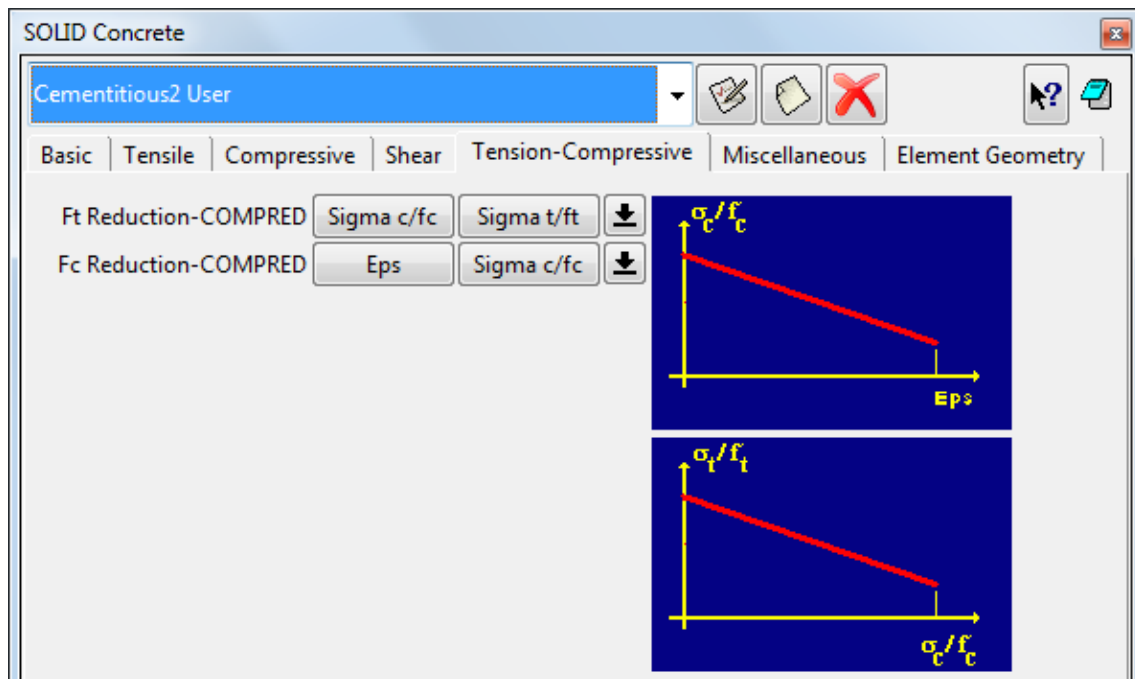 SOLID Concrete
Cementitious2 User
?
Basic Tensile Compressive Shear Tension-Compressive Miscellaneous Element Geometry
Ft Reduction-COMPRED Sigma c/fc Sigma t/ft
Fc Reduction-COMPRED Eps Sigma c/fc
σc/fc
Eps
σt/ft
σc/fc